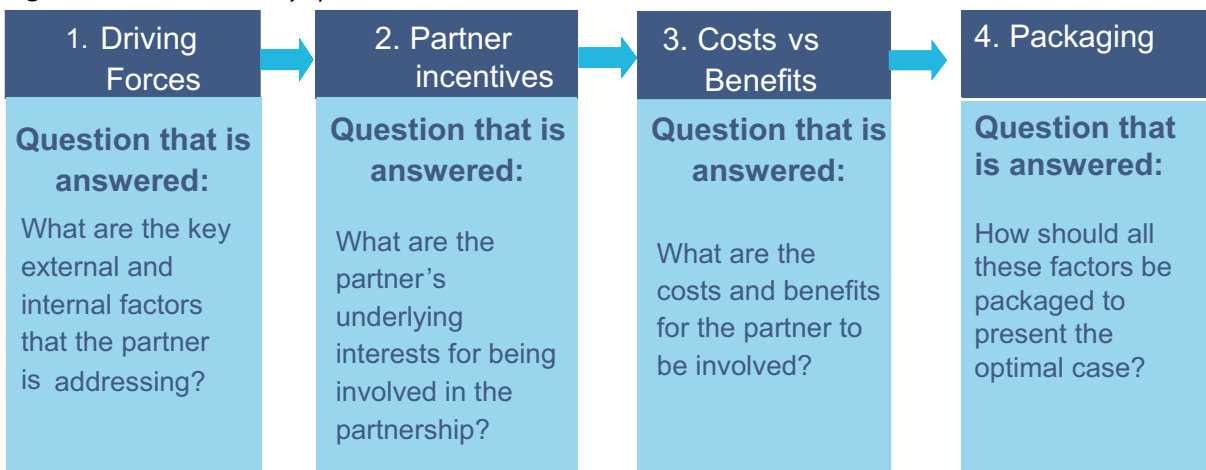 1. Driving
Forces
Question that is
answered:
What are the key
external and
internal factors
that the partner
is addressing?
2. Partner
incentives
Question that is
answered:
What are the
partner's
underlying
interests for being
involved in the
partnership?
3. Costs vs
Benefits
Question that is
answered:
What are the
costs and benefits
for the partner to
be involved?
4. Packaging
Question that
is answered:
How should all
these factors be
packaged to
present the
optimal case?